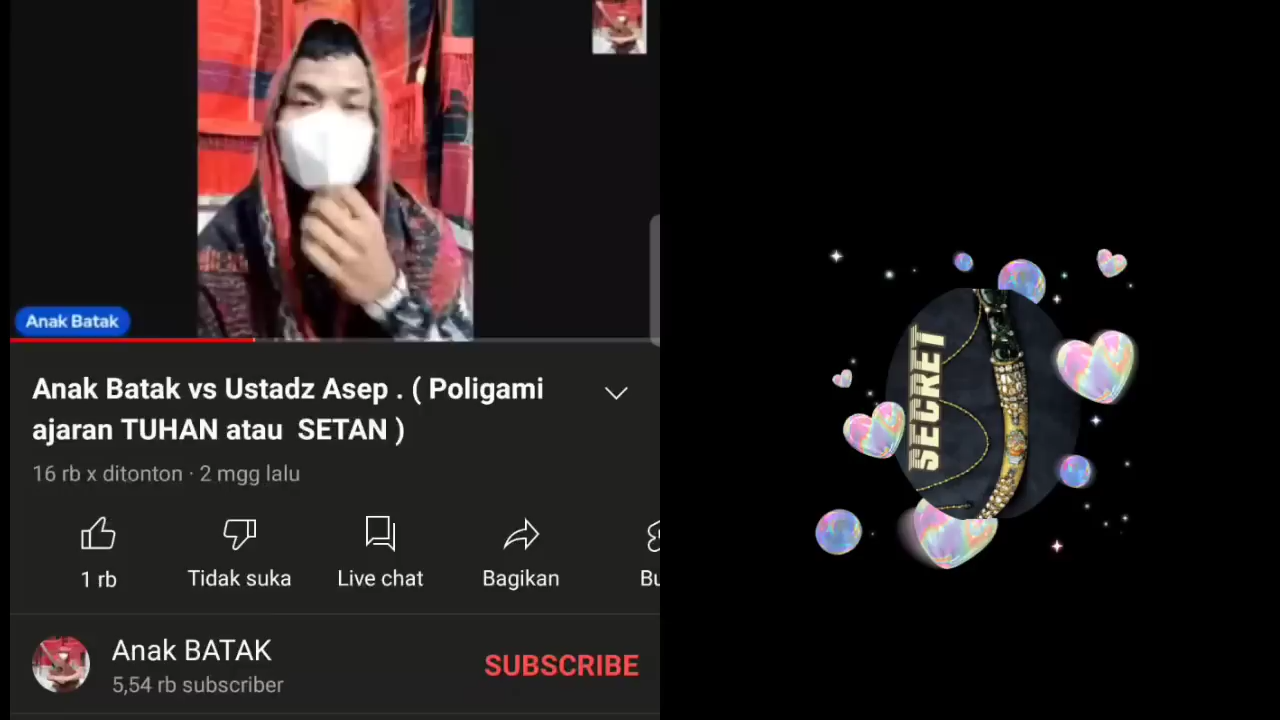 Anak Batak
Anak Batak vs Ustadz Asep . ( Poligami
ajaran TUHAN atau SETAN )
16 rb x ditonton · 2 mgg lalu
1 rb
Tidak suka
Live chat
Bagikan
Bu
Anak BATAK
5,54 rb subscriber
SUBSCRIBE
SECRET